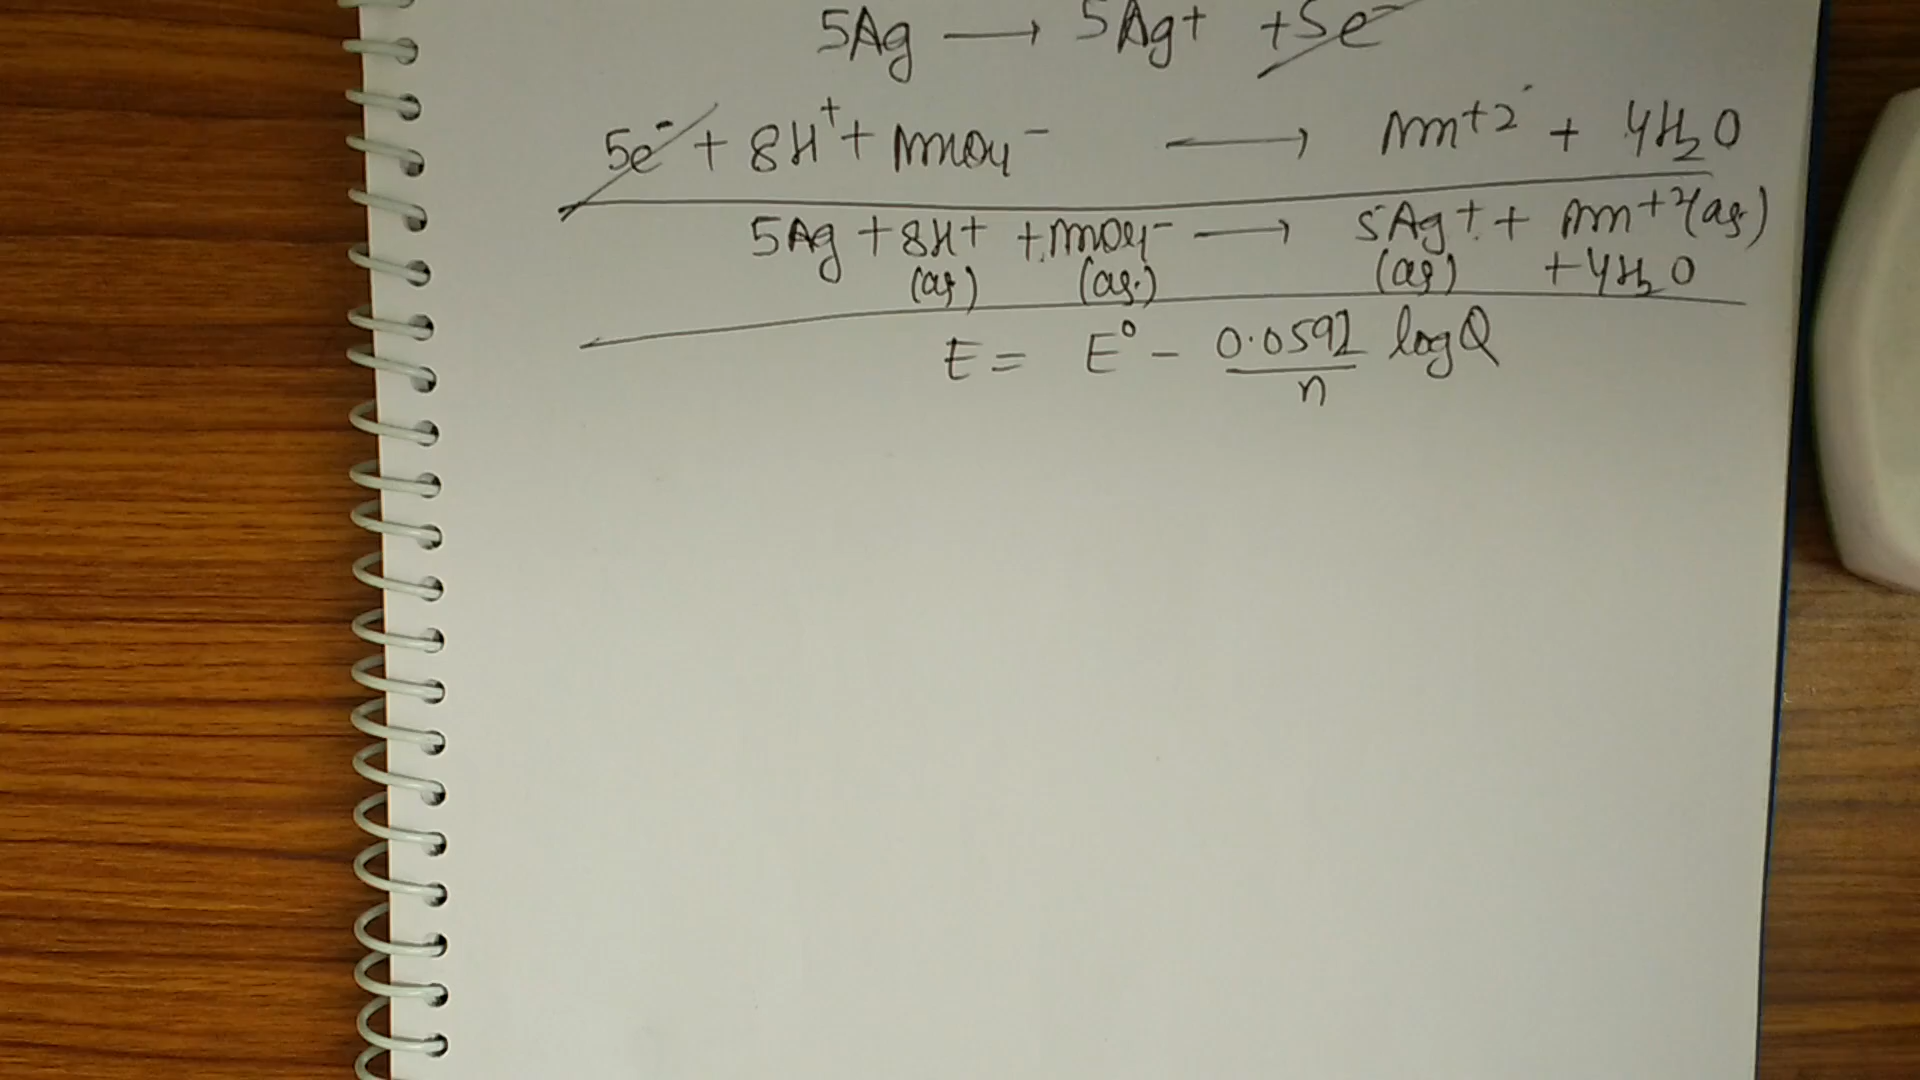 5Ag → 5Ag+ +5e-
5e- + 8H+ + MnO4- → Mn+2 + 4H2O
5Ag + 8H+ + MnO4- → 5Ag+ + Mn+2(aq)
(aq) (aq.) (aq) +4H2O
E = E° - 0.0592/n log Q